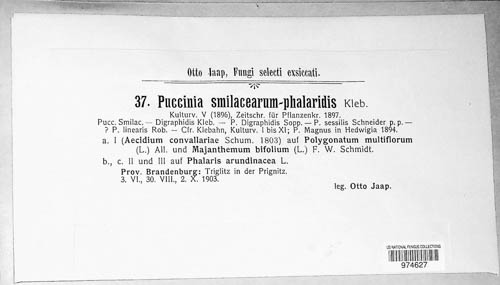 Otto Jaap, Fungi selecti exsiccati.
37. Puccinia smilacearum-phalaridis Kleb.
Kulturv. V (1896), Zeitschr. für Pflanzenkr. 1897.
Pucc. Smilac. — Digraphidis Kleb. — P. Digraphidis Sopp. — P. sessilis Schneider p. p. —
? P. linearis Rob. — Cfr. Klebahn, Kulturv. I bis XI; P. Magnus in Hedwigia 1894.
a. I (Aecidium convallariae Schum. 1803) auf Polygonatum multiflorum
(L.) All. und Majanthemum bifolium (L.) F. W. Schmidt.
b., c. II und III auf Phalaris arundinacea L.
Prov. Brandenburg: Triglitz in der Prignitz.
3. VI., 30. VIII., 2. X. 1903.
leg. Otto Jaap.
US NATIONAL FUNGUS COLLECTIONS
974627